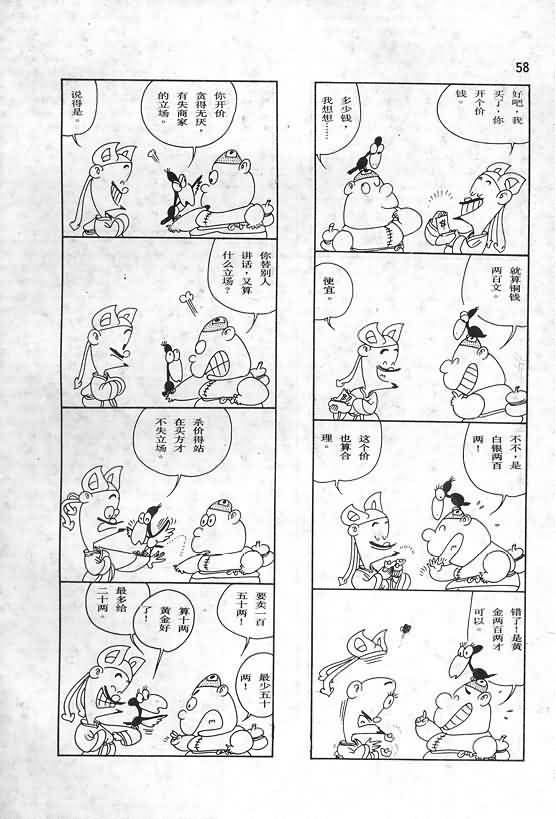 58
好吧，我
买了，你
开个价
钱。
多少钱，
我想想……
就算铜钱
两百文。
便宜。
不不，是
白银两百
两！
这个价
也算合
理。
错了！是黄
金两百两才
可以。
你开价
贪得无厌，
有失商家
的立场。
说得是。
你替别人
讲话，又算
什么立场？
杀价得站
在买方才
不失立场。
要卖一百
五十两！
最少五十
两！
算十两
黄金好
了！
最多给
二十两。